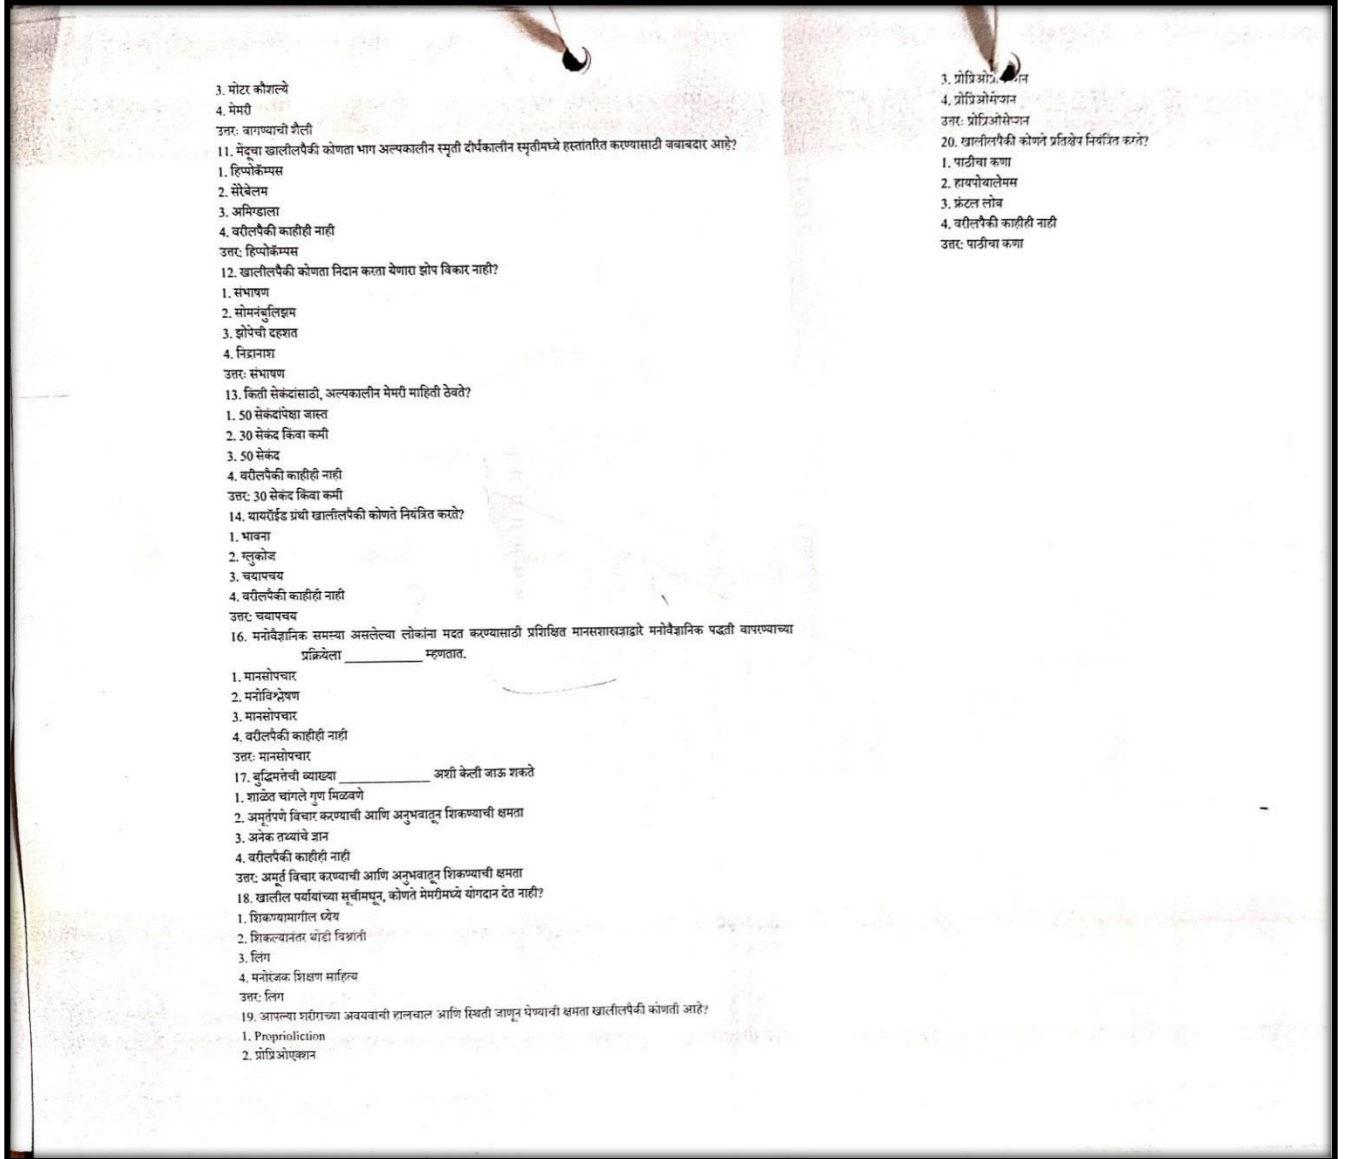 3. मोटर कौशल्ये
4. मेमरी
उत्तर: वागण्याची शैली
11. मेंदूचा खालीलपैकी कोणता भाग अल्पकालीन स्मृती दीर्घकालीन स्मृतीमध्ये हस्तांतरित करण्यासाठी जबाबदार आहे?
1. हिप्पोकॅम्पस
2. सेरेबेलम
3. अमिग्डाला
4. वरीलपैकी काहीही नाही
उत्तर: हिप्पोकॅम्पस
12. खालीलपैकी कोणता निदान करता येणारा झोप विकार नाही?
1. संभाषण
2. सोमनंबुलिझम
3. झोपेची दहशत
4. निद्रानाश
उत्तर: संभाषण
13. किती सेकंदांसाठी, अल्पकालीन मेमरी माहिती ठेवते?
1. 50 सेकंदांपेक्षा जास्त
2. 30 सेकंद किंवा कमी
3. 50 सेकंद
4. वरीलपैकी काहीही नाही
उत्तर: 30 सेकंद किंवा कमी
14. थायरॉईड ग्रंथी खालीलपैकी कोणते नियंत्रित करते?
1. भावना
2. ग्लुकोज
3. चयापचय
4. वरीलपैकी काहीही नाही
उत्तर: चयापचय
16. मनोवैज्ञानिक समस्या असलेल्या लोकांना मदत करण्यासाठी प्रशिक्षित मानसशास्त्रज्ञाद्वारे मनोवैज्ञानिक पद्धती वापरण्याच्या
प्रक्रियेला ____________ म्हणतात.
1. मानसोपचार
2. मनोविश्लेषण
3. मानसोपचार
4. वरीलपैकी काहीही नाही
उत्तर: मानसोपचार
17. बुद्धिमत्तेची व्याख्या ______________ अशी केली जाऊ शकते
1. शाळेत चांगले गुण मिळवणे
2. अमूर्तपणे विचार करण्याची आणि अनुभवातून शिकण्याची क्षमता
3. अनेक तथ्यांचे ज्ञान
4. वरीलपैकी काहीही नाही
उत्तर: अमूर्त विचार करण्याची आणि अनुभवातून शिकण्याची क्षमता
18. खालील पर्यायांच्या सूचीमधून, कोणते मेमरीमध्ये योगदान देत नाही?
1. शिकण्यामागील ध्येय
2. शिकल्यानंतर थोडी विश्रांती
3. लिंग
4. मनोरंजक शिक्षण साहित्य
उत्तर: लिंग
19. आपल्या शरीराच्या अवयवांची हालचाल आणि स्थिती जाणून घेण्याची क्षमता खालीलपैकी कोणती आहे?
1. Proprioliction
2. प्रोप्रिओएक्शन
3.
4. प्रोप्रिओमेप्शन
उत्तर: प्रोप्रिओसेप्शन
20. खालीलपैकी कोणते प्रतिक्षेप नियंत्रित करते?
1. पाठीचा कणा
2. हायपोथालेमस
3. फ्रंटल लोब
4. वरीलपैकी काहीही नाही
उत्तर: पाठीचा कणा